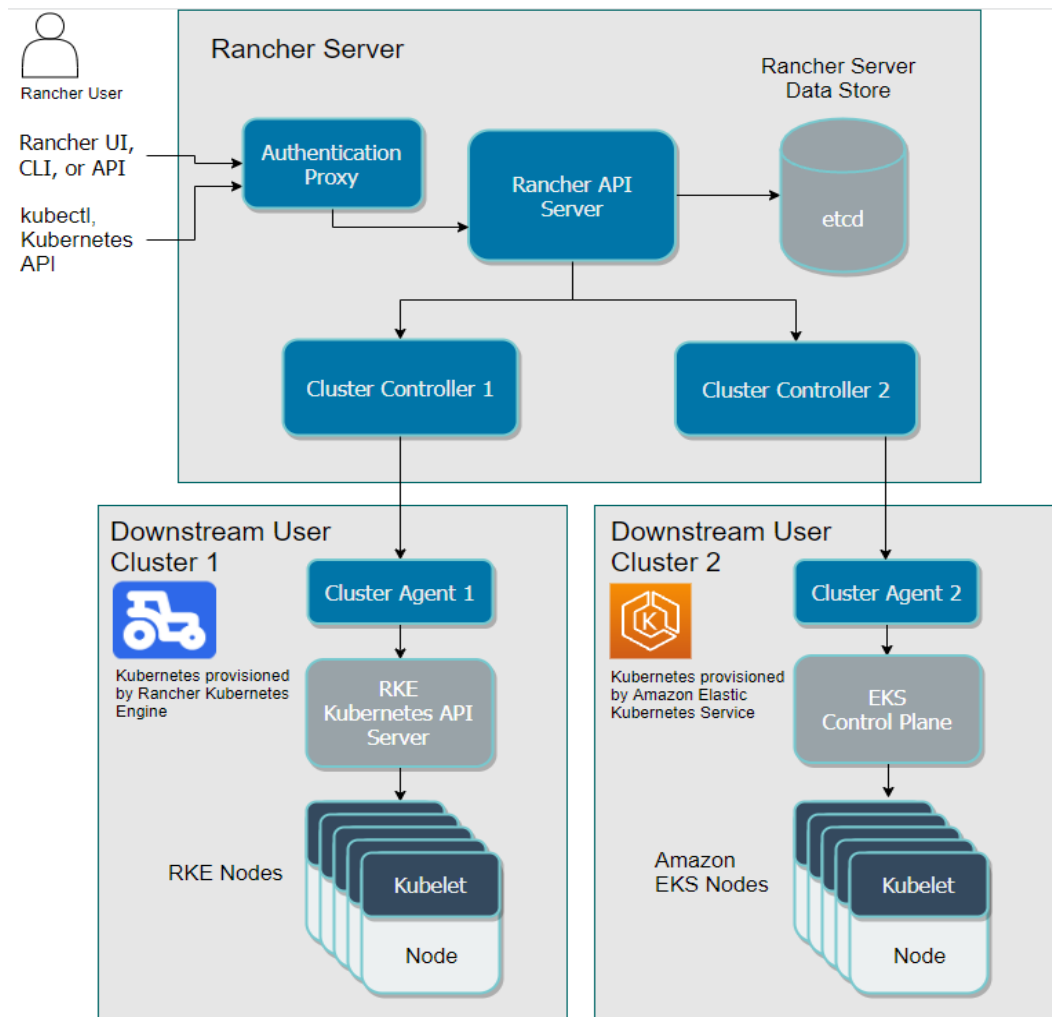 Rancher Server
Rancher User
Rancher Server
Data Store
Rancher UI,
CLI, or API
Authentication
Proxy
Rancher API
Server
etcd
kubectl,
Kubernetes
API
Cluster Controller 1
Cluster Controller 2
Downstream User
Cluster 1
Cluster Agent 1
Kubernetes provisioned
by Rancher Kubernetes
Engine
RKE
Kubernetes API
Server
RKE Nodes
Kubelet
Node
Downstream User
Cluster 2
Cluster Agent 2
K
Kubernetes provisioned
by Amazon Elastic
Kubernetes Service
EKS
Control Plane
Amazon
EKS Nodes
Kubelet
Node